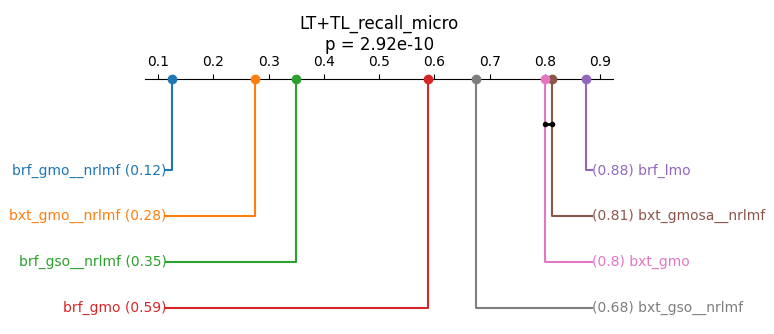 LT+TL_recall_micro
p = 2.92e-10
0.1 0.2 0.3 0.4 0.5 0.6 0.7 0.8 0.9
brf_gmo__nrlmf (0.12) (0.88) brf_lmo
bxt_gmo__nrlmf (0.28) (0.81) bxt_gmosa__nrlmf
brf_gso__nrlmf (0.35) (0.8) bxt_gmo
brf_gmo (0.59) (0.68) bxt_gso__nrlmf